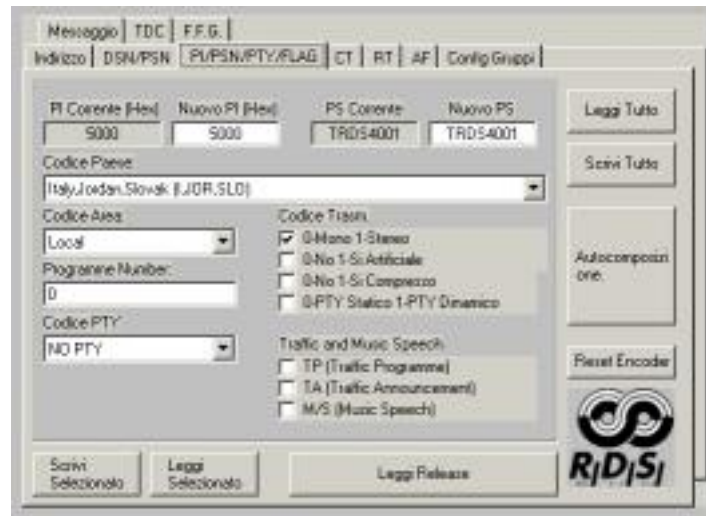 Messaggio TDC F.F.G.
Indirizzo DSN/PSN PI/PSN/PTY/FLAG CT RT AF Config Gruppi
PI Corrente (Hex) Nuovo PI (Hex) PS Corrente Nuovo PS
5000 5000 TRDS4001 TRDS4001
Leggi Tutto
Codice Paese
Scrivi Tutto
Italy,Jordan,Slovak (I,JOR,SLO)
Codice Area
Local
Programme Number:
0
Codice PTY
NO PTY
Codice Trasm.
0-Mono 1-Stereo
0-No 1-Si Artificiale
0-No 1-Si Compresso
0-PTY Statico 1-PTY Dinamico
Traffic and Music Speech
TP (Traffic Programme)
TA (Traffic Announcement)
M/S (Music Speech)
Autocomposizi
one.
Reset Encoder
RDS
Scrivi
Selezionato
Leggi
Selezionato
Leggi Release